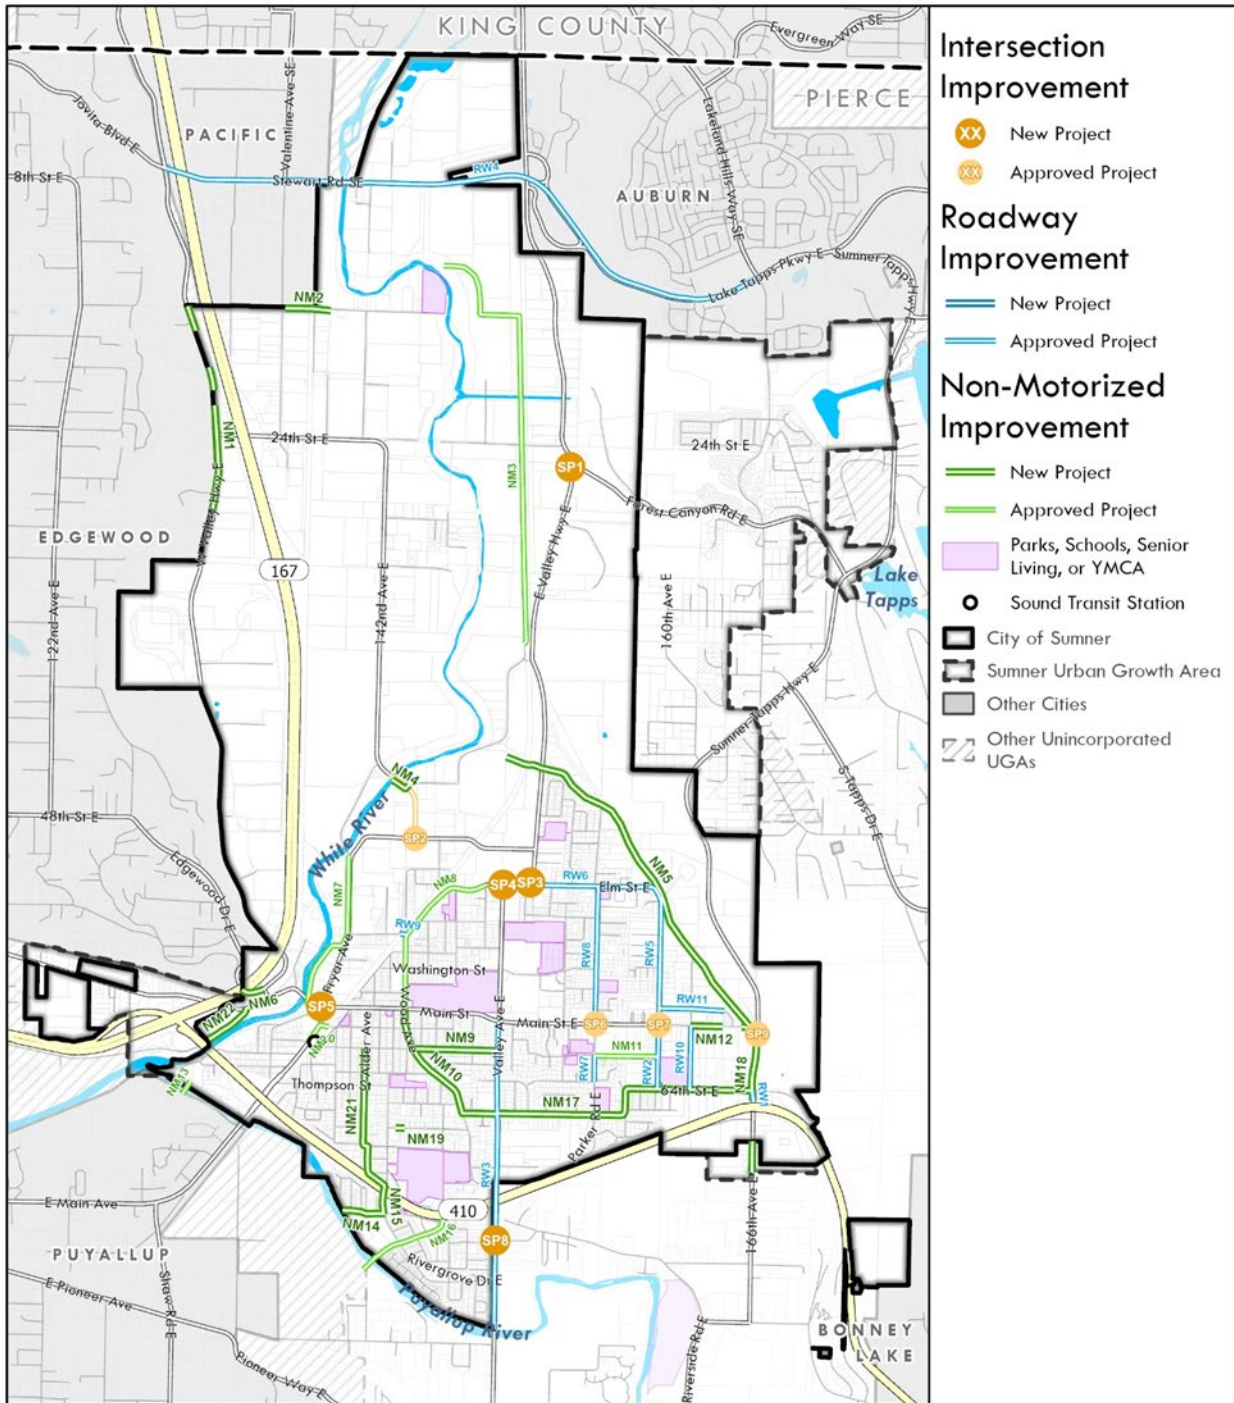 KING COUNTY
Evergreen Way SE
PIERCE
Jovita Blvd E
PACIFIC
Valentine Ave SE
Lakeland Hills Way SE
8th St E
Stewart Rd SE
RW4
AUBURN
Lake Tapps Pkwy E
Sumner Tapps Hwy E
NM2
NM1
24th St E
24th St E
NM3
SP1
W Valley Hwy E
E Valley Hwy E
Forest Canyon Rd E
EDGEWOOD
167
Lake
Tapps
122nd Ave E
142nd Ave E
160th Ave E
Sumner-Tapps Hwy E
S Tapps Dr E
NM4
48th St E
White River
SP2
Edgewood Dr E
NM7
NM8
SP4
SP3
RW6
Elm St E
NM5
RW9
RW8
RW5
Fryar Ave
Washington St
Wood Ave
RW11
NM6
NM22
SP5
Main St
Valley Ave E
Main St E
SP6
SP7
NM12
SP9
NM9
NM11
RW10
Alder Ave
NM10
RW7
RW2
NM18
NM13
Thompson St
64th St E
RW1
NM17
NM21
NM19
Parker Rd E
RW3
NM15
NM14
410
NM16
SP8
166th Ave E
E Main Ave
PUYALLUP
Shaw Rd E
Rivergrove Dr E
E Pioneer Ave
Puyallup River
Pioneer Way E
Riverside Rd E
BONNEY
LAKE
Intersection
Improvement
XX New Project
XX Approved Project
Roadway
Improvement
New Project
Approved Project
Non-Motorized
Improvement
New Project
Approved Project
Parks, Schools, Senior
Living, or YMCA
Sound Transit Station
City of Sumner
Sumner Urban Growth Area
Other Cities
Other Unincorporated
UGAs